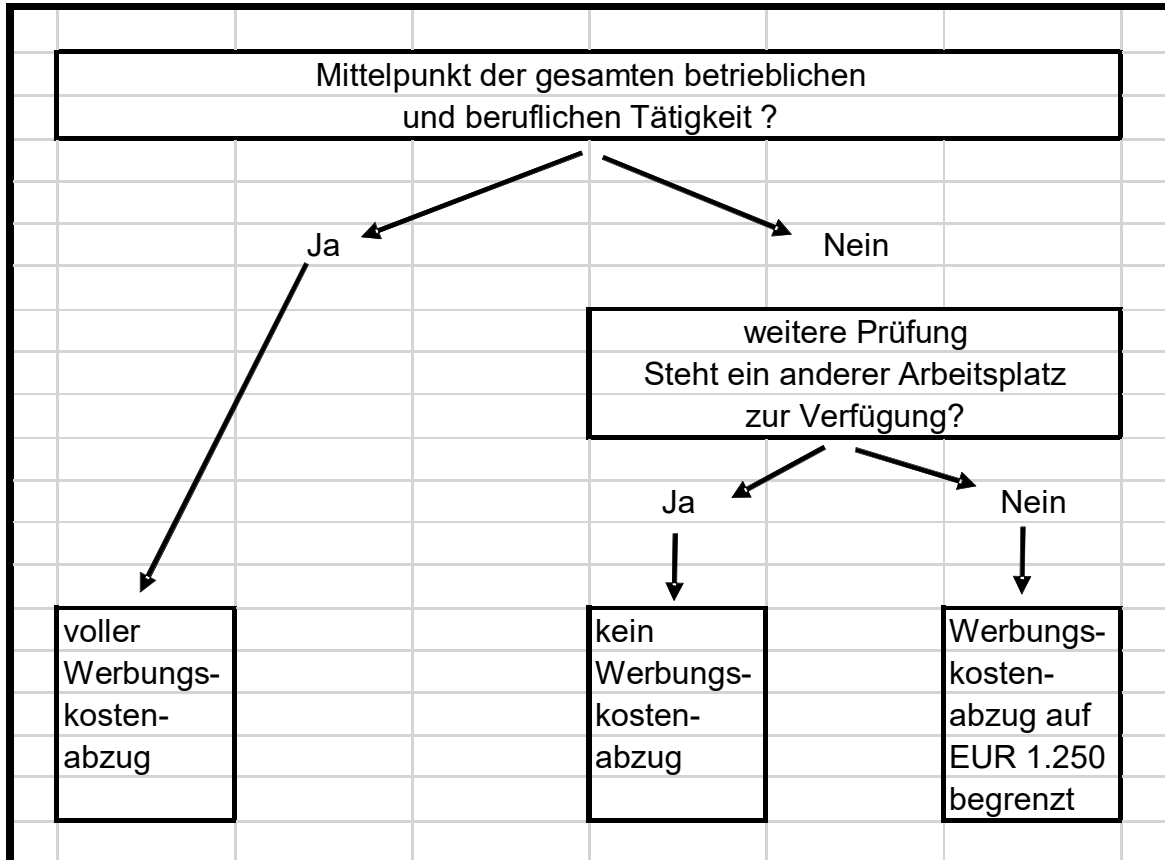 Mittelpunkt der gesamten betrieblichen
und beruflichen Tätigkeit ?
Ja
Nein
weitere Prüfung
Steht ein anderer Arbeitsplatz
zur Verfügung?
Ja
Nein
voller
Werbungs-
kosten-
abzug
kein
Werbungs-
kosten-
abzug
Werbungs-
kosten-
abzug auf
EUR 1.250
begrenzt